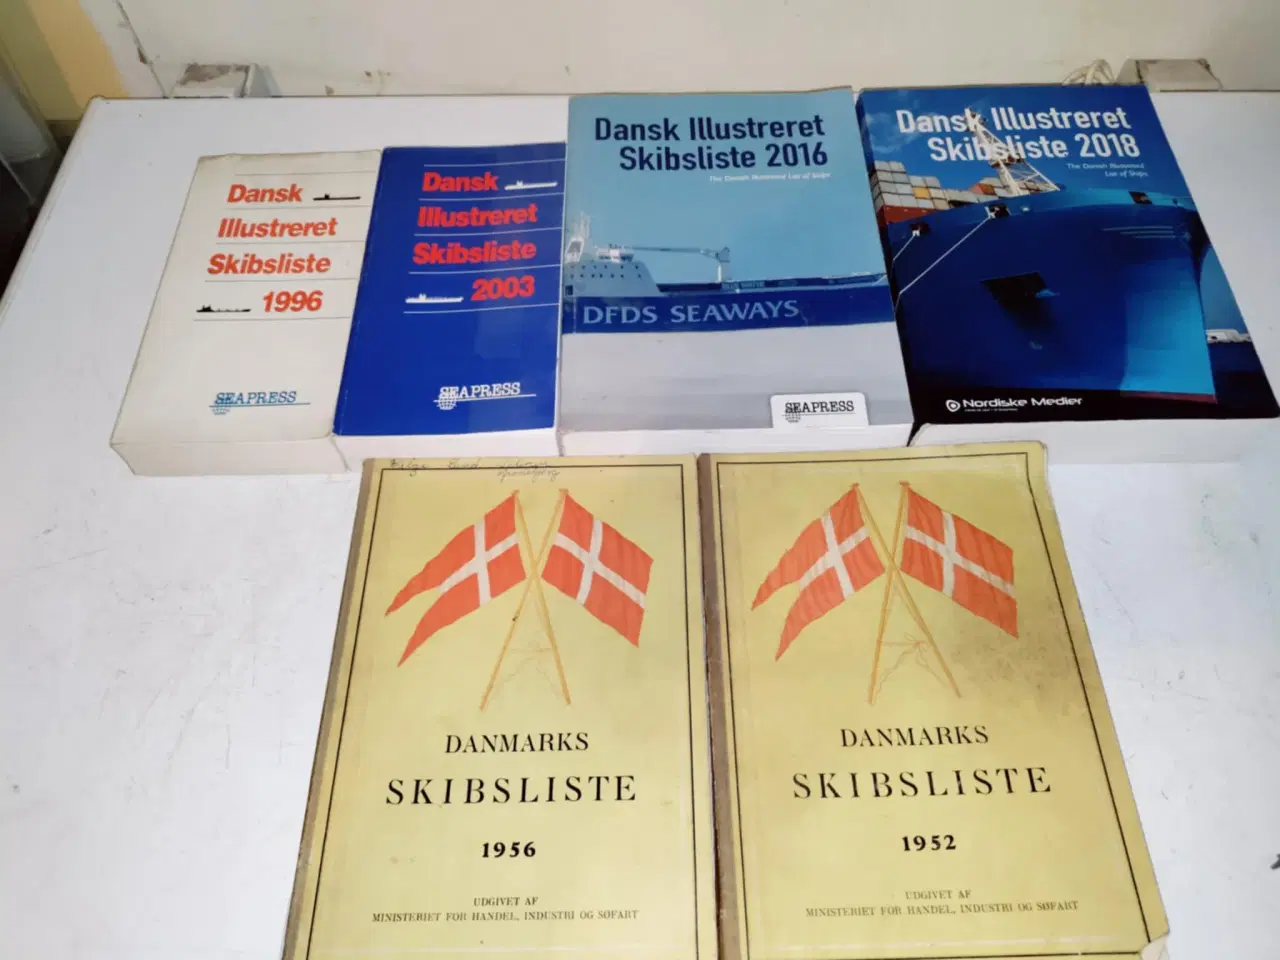 Dansk
Illustreret
Skibsliste
1996
SEAPRESS
Dansk
Illustreret
Skibsliste
2003
SEAPRESS
Dansk Illustreret
Skibsliste 2016
The Danish Illustrated List of Ships
DFDS SEAWAYS
SEAPRESS
Dansk Illustreret
Skibsliste 2018
The Danish Illustrated
List of Ships
Nordiske Medier
DANMARKS
SKIBSLISTE
1956
UDGIVET AF
MINISTERIET FOR HANDEL, INDUSTRI OG SØFART
DANMARKS
SKIBSLISTE
1952
UDGIVET AF
MINISTERIET FOR HANDEL, INDUSTRI OG SØFART